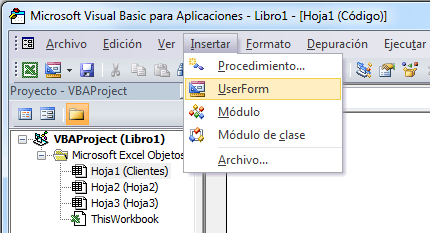 Microsoft Visual Basic para Aplicaciones - Libro1 - [Hoja1 (Código)]
Archivo Edición Ver Insertar Formato Depuración Ejecutar
Procedimiento...
UserForm
Módulo
Módulo de clase
Archivo...
Proyecto - VBAProject
VBAProject (Libro1)
Microsoft Excel Objetos
Hoja1 (Clientes)
Hoja2 (Hoja2)
Hoja3 (Hoja3)
ThisWorkbook